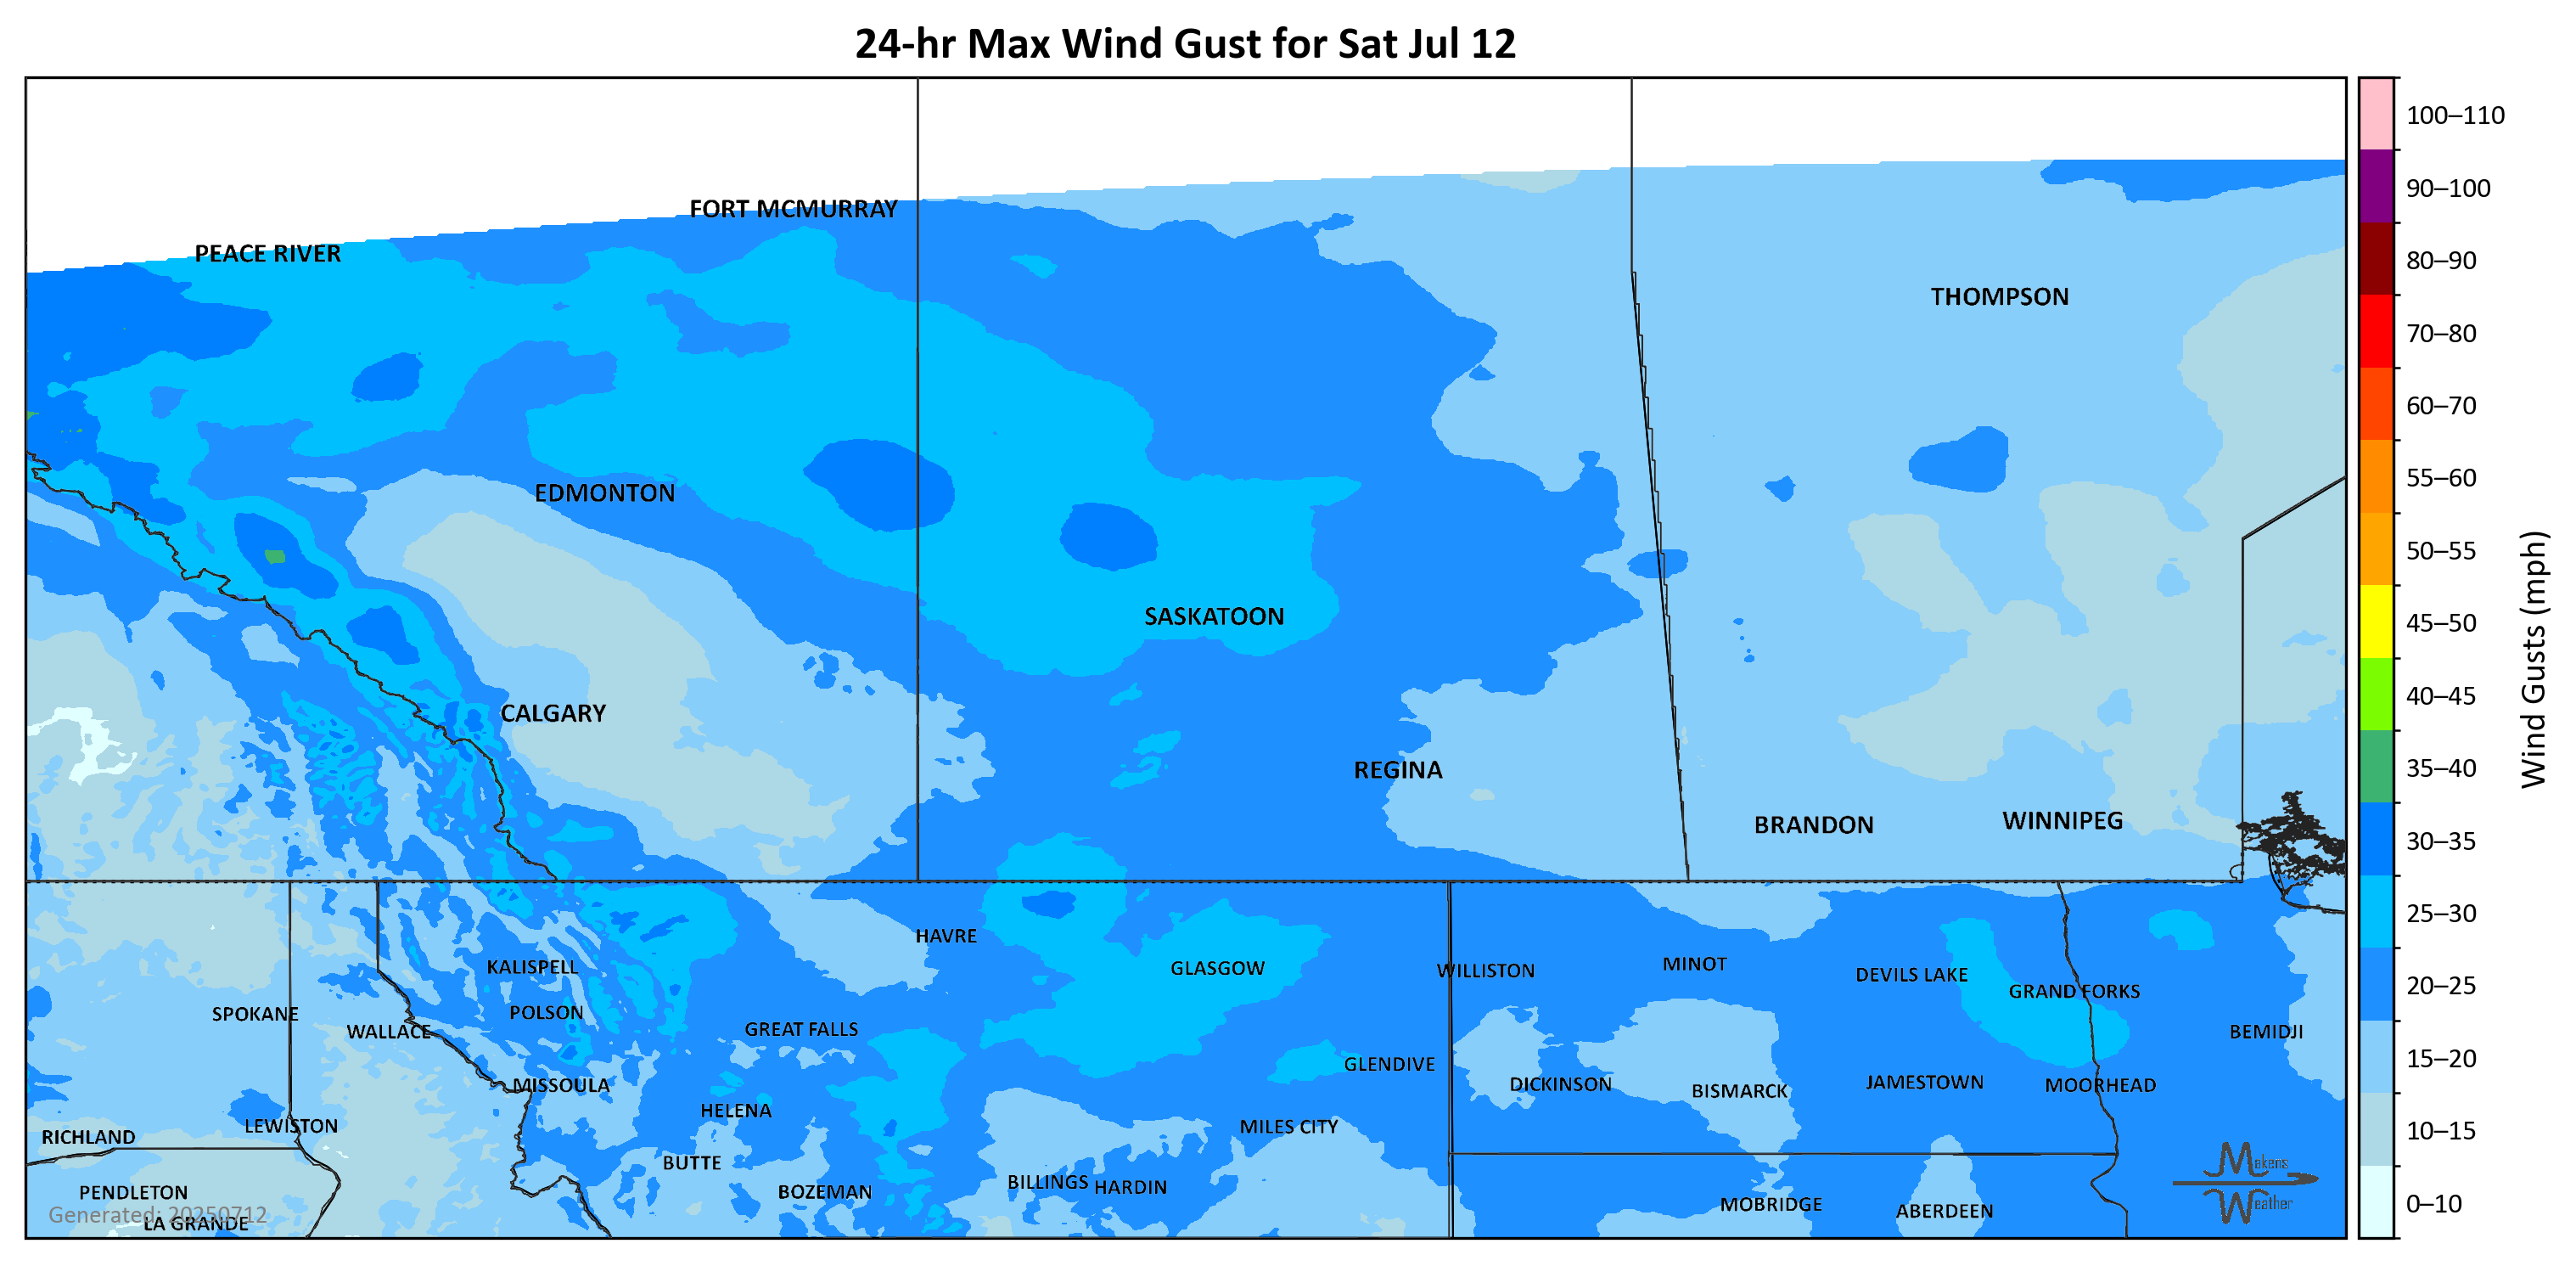 24-hr Max Wind Gust for Sat Jul 12
100–110
90–100
80–90
70–80
60–70
55–60
50–55
45–50
40–45
35–40
30–35
25–30
20–25
15–20
10–15
0–10
Wind Gusts (mph)
FORT MCMURRAY
PEACE RIVER
THOMPSON
EDMONTON
SASKATOON
CALGARY
REGINA
BRANDON
WINNIPEG
HAVRE
KALISPELL
GLASGOW
WILLISTON
MINOT
DEVILS LAKE
GRAND FORKS
SPOKANE
POLSON
WALLACE
GREAT FALLS
BEMIDJI
GLENDIVE
MISSOULA
DICKINSON
BISMARCK
JAMESTOWN
MOORHEAD
HELENA
LEWISTON
MILES CITY
RICHLAND
BUTTE
PENDLETON
BOZEMAN
BILLINGS
HARDIN
MOBRIDGE
ABERDEEN
Generated: 20250712
LA GRANDE
Makens
Weather